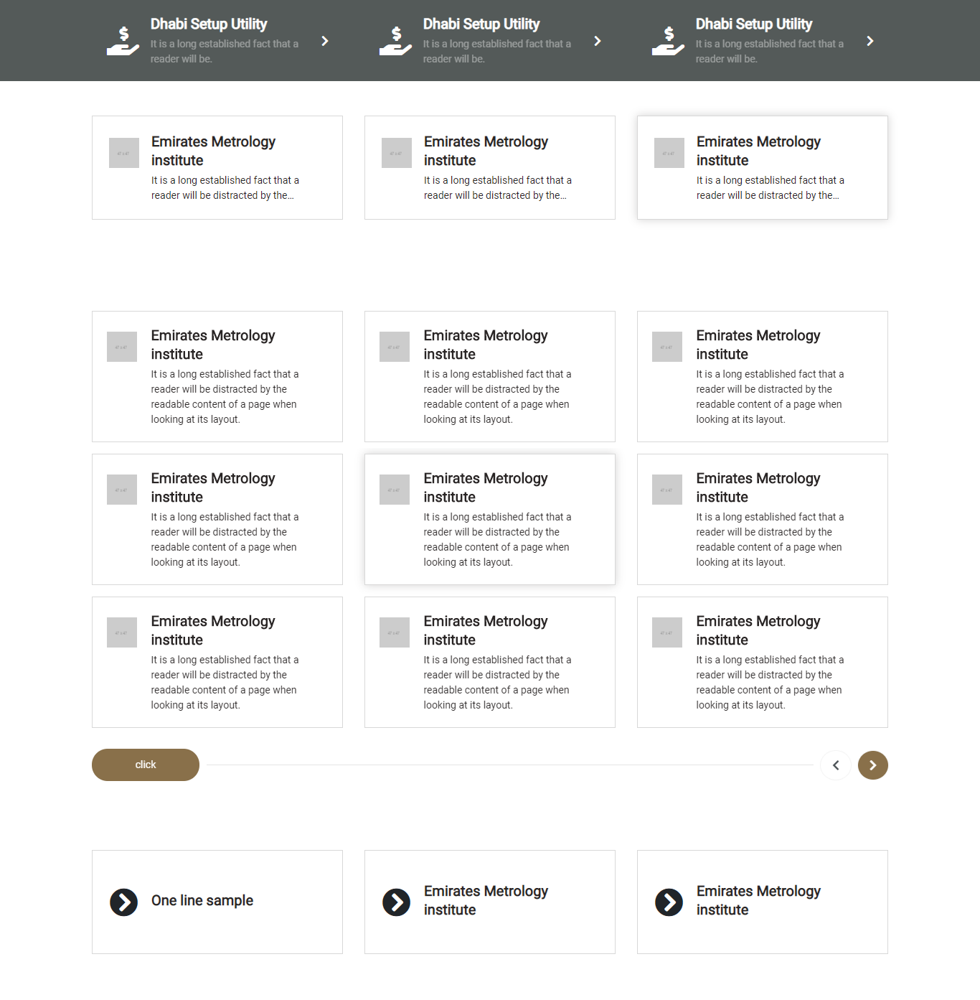 Dhabi Setup Utility
It is a long established fact that a
reader will be.
Dhabi Setup Utility
It is a long established fact that a
reader will be.
Dhabi Setup Utility
It is a long established fact that a
reader will be.
Emirates Metrology
institute
It is a long established fact that a
reader will be distracted by the...
Emirates Metrology
institute
It is a long established fact that a
reader will be distracted by the...
Emirates Metrology
institute
It is a long established fact that a
reader will be distracted by the...
Emirates Metrology
institute
It is a long established fact that a
reader will be distracted by the
readable content of a page when
looking at its layout.
Emirates Metrology
institute
It is a long established fact that a
reader will be distracted by the
readable content of a page when
looking at its layout.
Emirates Metrology
institute
It is a long established fact that a
reader will be distracted by the
readable content of a page when
looking at its layout.
Emirates Metrology
institute
It is a long established fact that a
reader will be distracted by the
readable content of a page when
looking at its layout.
Emirates Metrology
institute
It is a long established fact that a
reader will be distracted by the
readable content of a page when
looking at its layout.
Emirates Metrology
institute
It is a long established fact that a
reader will be distracted by the
readable content of a page when
looking at its layout.
Emirates Metrology
institute
It is a long established fact that a
reader will be distracted by the
readable content of a page when
looking at its layout.
Emirates Metrology
institute
It is a long established fact that a
reader will be distracted by the
readable content of a page when
looking at its layout.
Emirates Metrology
institute
It is a long established fact that a
reader will be distracted by the
readable content of a page when
looking at its layout.
click
One line sample
Emirates Metrology
institute
Emirates Metrology
institute